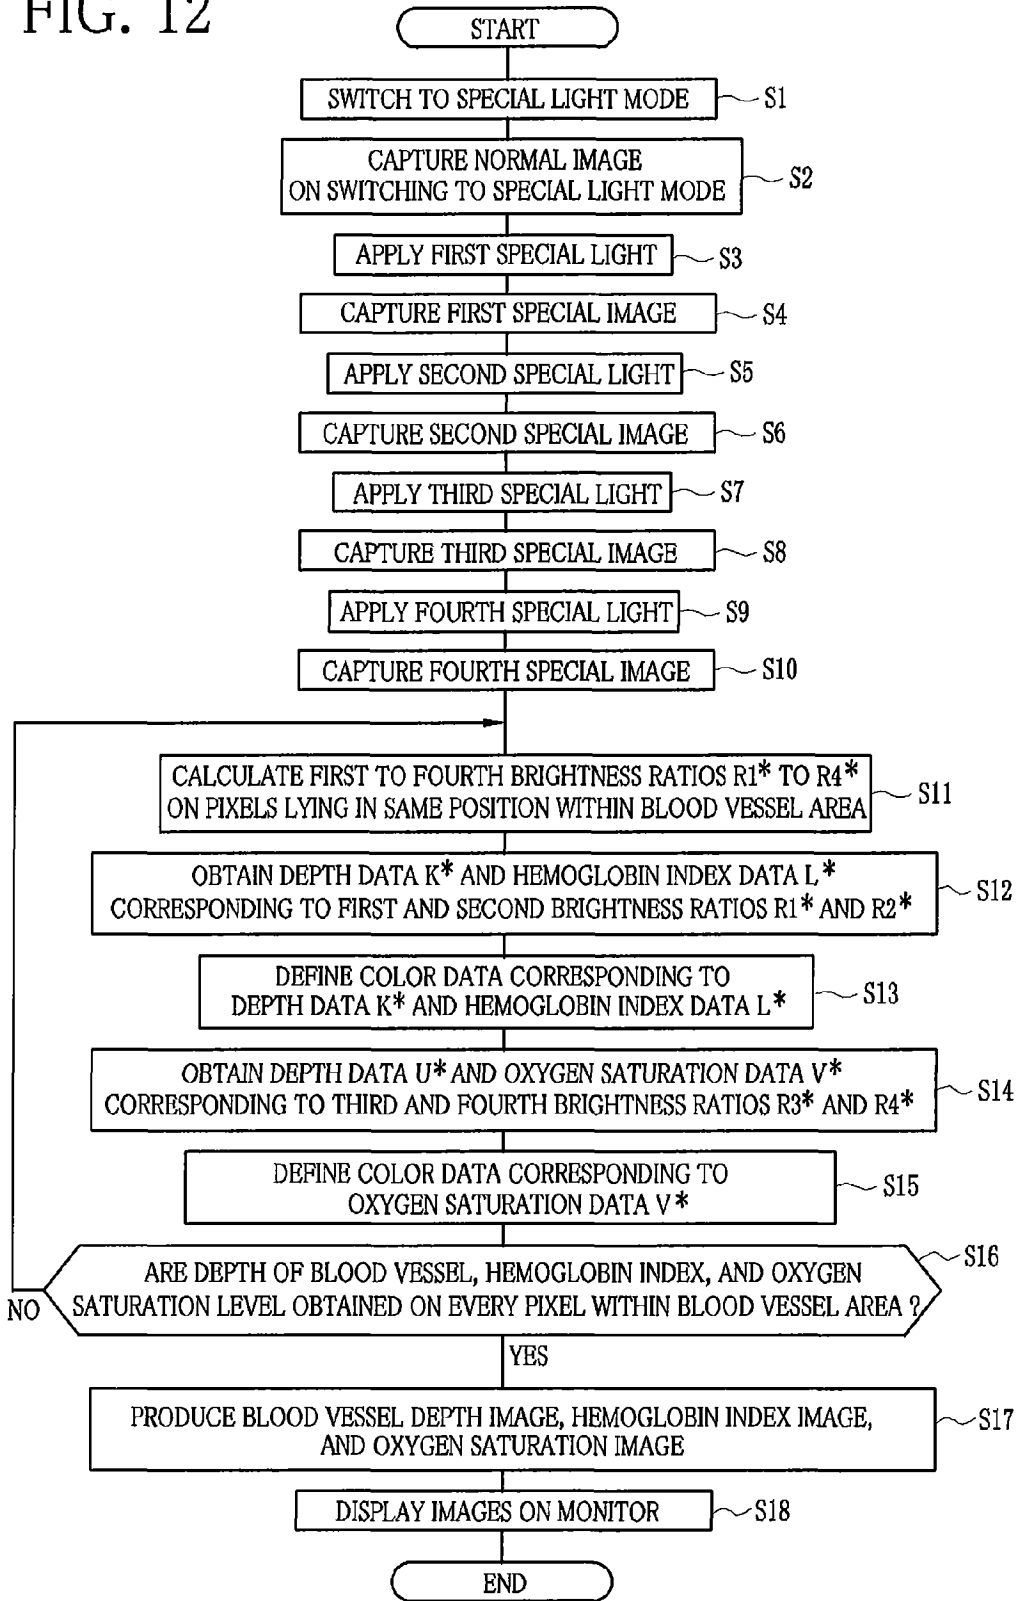 FIG. 12
START
SWITCH TO SPECIAL LIGHT MODE
S1
CAPTURE NORMAL IMAGE
ON SWITCHING TO SPECIAL LIGHT MODE
S2
APPLY FIRST SPECIAL LIGHT
S3
CAPTURE FIRST SPECIAL IMAGE
S4
APPLY SECOND SPECIAL LIGHT
S5
CAPTURE SECOND SPECIAL IMAGE
S6
APPLY THIRD SPECIAL LIGHT
S7
CAPTURE THIRD SPECIAL IMAGE
S8
APPLY FOURTH SPECIAL LIGHT
S9
CAPTURE FOURTH SPECIAL IMAGE
S10
CALCULATE FIRST TO FOURTH BRIGHTNESS RATIOS R1* TO R4*
ON PIXELS LYING IN SAME POSITION WITHIN BLOOD VESSEL AREA
S11
OBTAIN DEPTH DATA K* AND HEMOGLOBIN INDEX DATA L*
CORRESPONDING TO FIRST AND SECOND BRIGHTNESS RATIOS R1* AND R2*
S12
DEFINE COLOR DATA CORRESPONDING TO
DEPTH DATA K* AND HEMOGLOBIN INDEX DATA L*
S13
OBTAIN DEPTH DATA U* AND OXYGEN SATURATION DATA V*
CORRESPONDING TO THIRD AND FOURTH BRIGHTNESS RATIOS R3* AND R4*
S14
DEFINE COLOR DATA CORRESPONDING TO
OXYGEN SATURATION DATA V*
S15
ARE DEPTH OF BLOOD VESSEL, HEMOGLOBIN INDEX, AND OXYGEN
SATURATION LEVEL OBTAINED ON EVERY PIXEL WITHIN BLOOD VESSEL AREA ?
S16
NO
YES
PRODUCE BLOOD VESSEL DEPTH IMAGE, HEMOGLOBIN INDEX IMAGE,
AND OXYGEN SATURATION IMAGE
S17
DISPLAY IMAGES ON MONITOR
S18
END